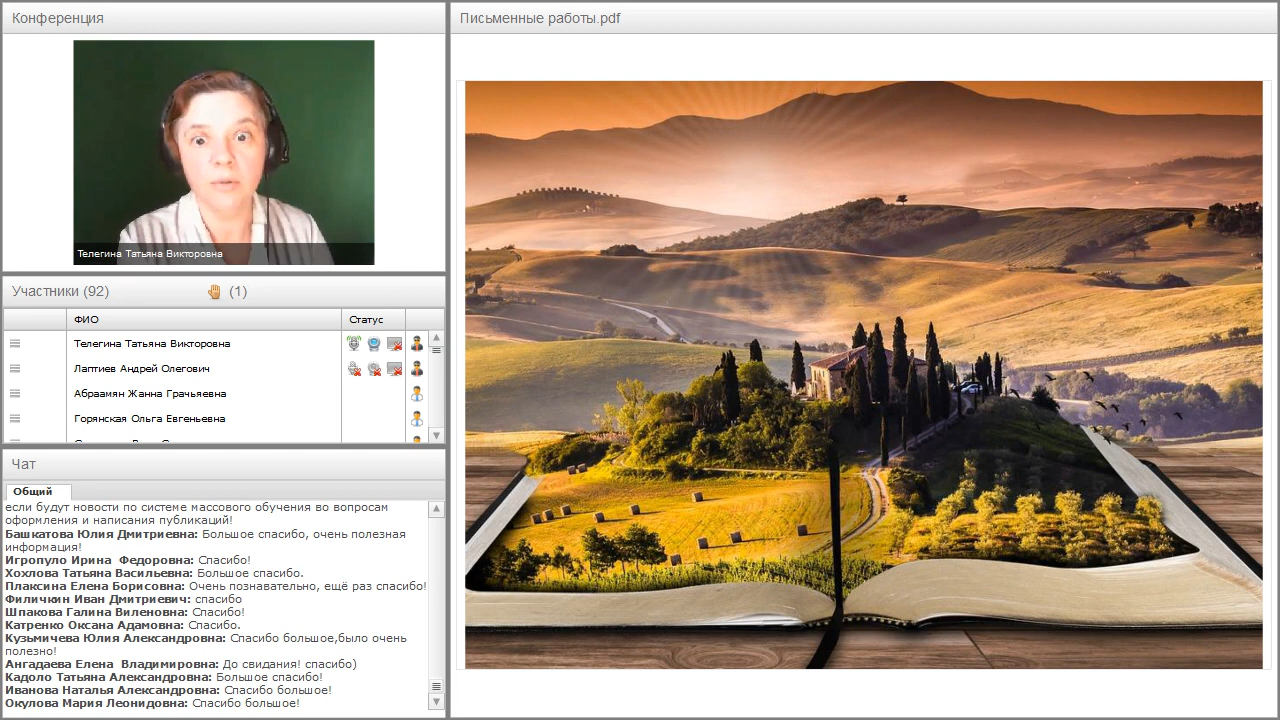 Конференция
Телегина Татьяна Викторовна
Участники (92) (1)
ФИО Статус
Телегина Татьяна Викторовна
Лаптиев Андрей Олегович
Абраамян Жанна Грачьяевна
Горянская Ольга Евгеньевна
Чат
Общий
если будут новости по системе массового обучения во вопросам
оформления и написания публикаций!
Башкатова Юлия Дмитриевна: Большое спасибо, очень полезная
информация!
Игропуло Ирина Федоровна: Спасибо!
Хохлова Татьяна Васильевна: Большое спасибо.
Плаксина Елена Борисовна: Очень познавательно, ещё раз спасибо!
Филичкин Иван Дмитриевич: спасибо
Шпакова Галина Виленовна: Спасибо!
Катренко Оксана Адамовна: Спасибо.
Кузьмичева Юлия Александровна: Спасибо большое,было очень
полезно!
Ангадаева Елена Владимировна: До свидания! спасибо)
Кадоло Татьяна Александровна: Большое спасибо!
Иванова Наталья Александровна: Спасибо большое!
Окулова Мария Леонидовна: Спасибо большое!
Письменные работы.pdf